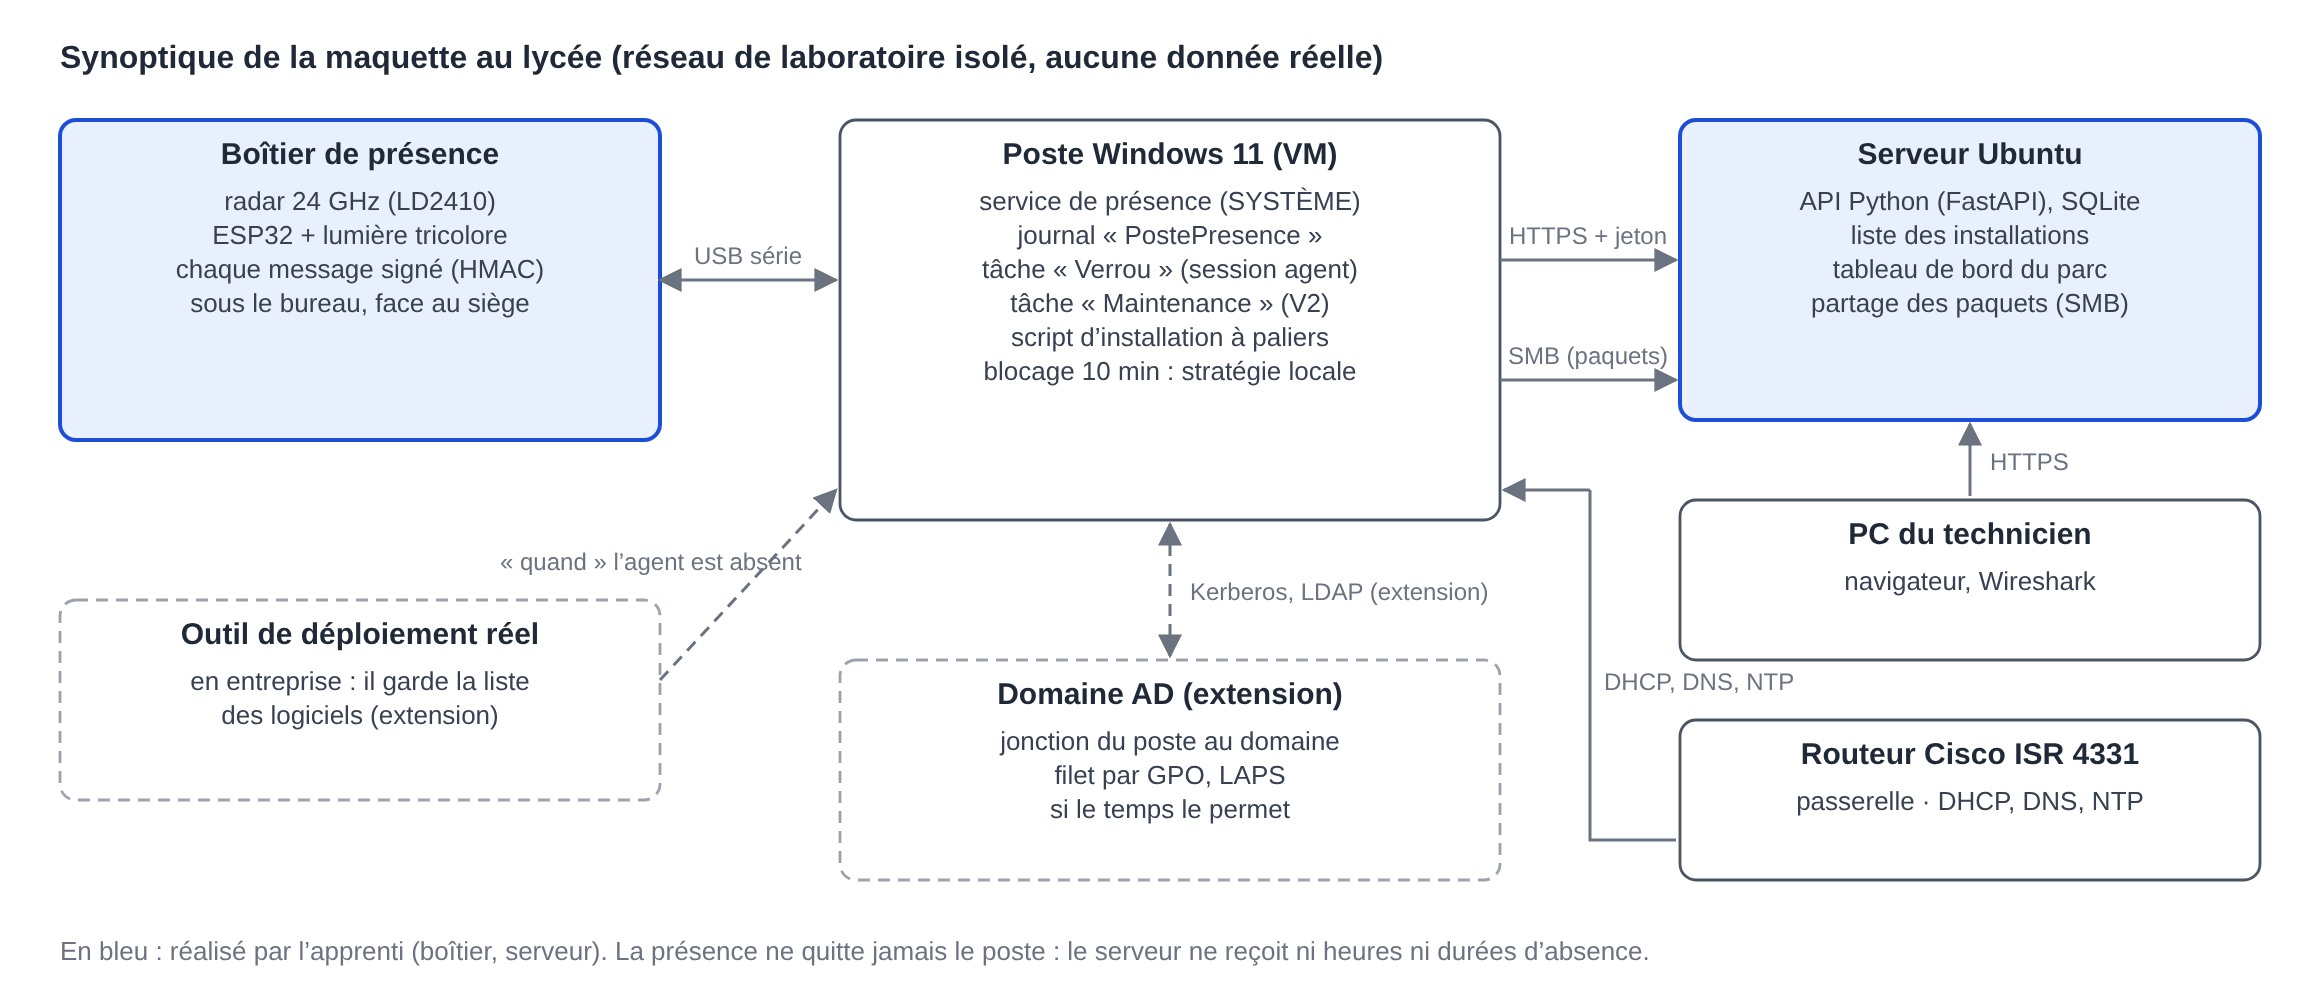 Synoptique de la maquette au lycée (réseau de laboratoire isolé, aucune donnée réelle)
Boîtier de présence
radar 24 GHz (LD2410)
ESP32 + lumière tricolore
chaque message signé (HMAC)
sous le bureau, face au siège
USB série
Poste Windows 11 (VM)
service de présence (SYSTÈME)
journal « PostePresence »
tâche « Verrou » (session agent)
tâche « Maintenance » (V2)
script d’installation à paliers
blocage 10 min : stratégie locale
HTTPS + jeton
SMB (paquets)
Serveur Ubuntu
API Python (FastAPI), SQLite
liste des installations
tableau de bord du parc
partage des paquets (SMB)
HTTPS
PC du technicien
navigateur, Wireshark
« quand » l’agent est absent
Outil de déploiement réel
en entreprise : il garde la liste
des logiciels (extension)
Kerberos, LDAP (extension)
Domaine AD (extension)
jonction du poste au domaine
filet par GPO, LAPS
si le temps le permet
DHCP, DNS, NTP
Routeur Cisco ISR 4331
passerelle · DHCP, DNS, NTP
En bleu : réalisé par l’apprenti (boîtier, serveur). La présence ne quitte jamais le poste : le serveur ne reçoit ni heures ni durées d’absence.